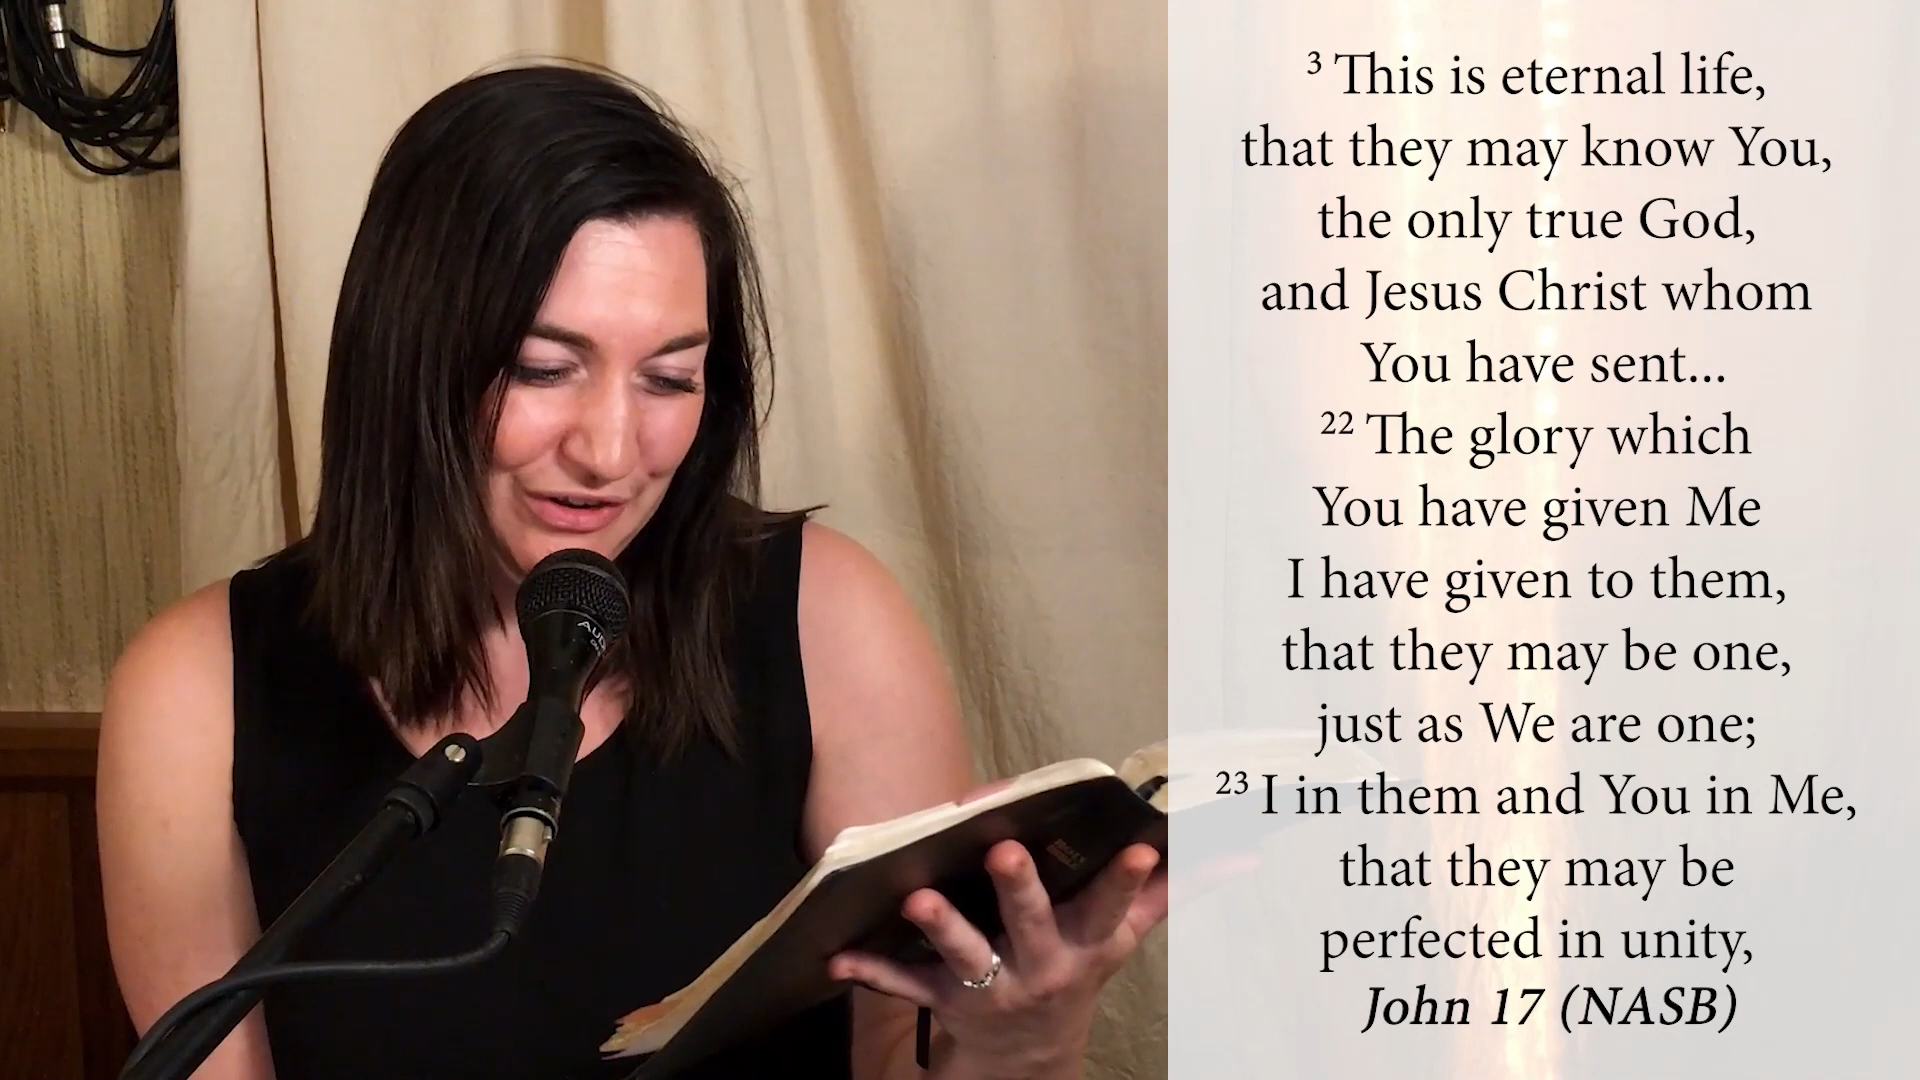 ³ This is eternal life,
that they may know You,
the only true God,
and Jesus Christ whom
You have sent...
²² The glory which
You have given Me
I have given to them,
that they may be one,
just as We are one;
²³ I in them and You in Me,
that they may be
perfected in unity,
John 17 (NASB)